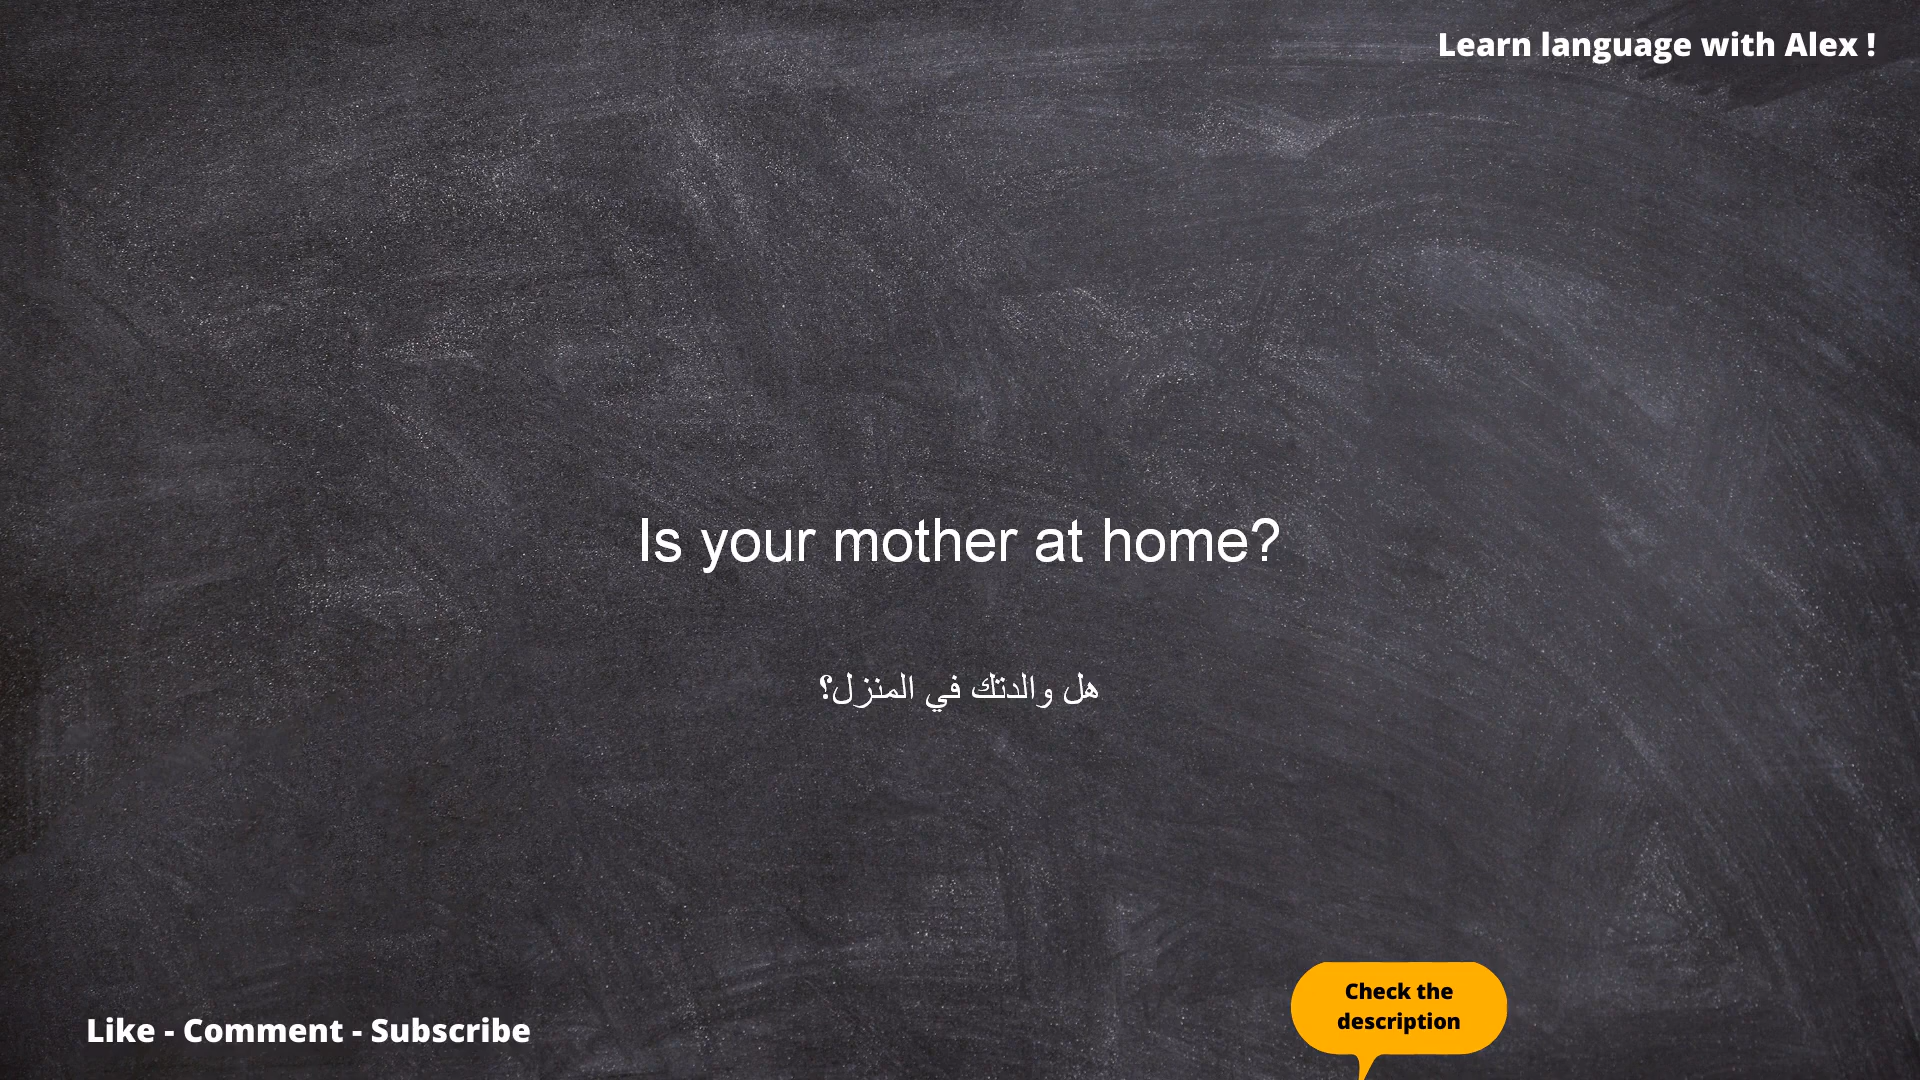 Learn language with Alex !
Is your mother at home?
هل والدتك في المنزل؟
Check the
description
Like - Comment - Subscribe